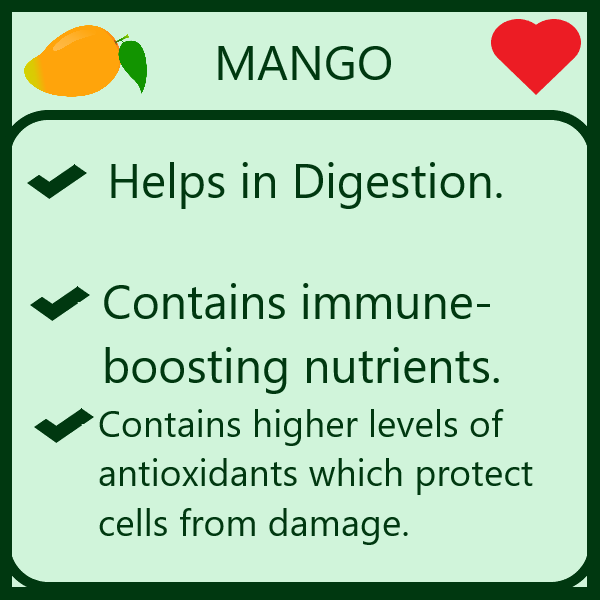 MANGO
Helps in Digestion.
Contains immune-
boosting nutrients.
Contains higher levels of
antioxidants which protect
cells from damage.